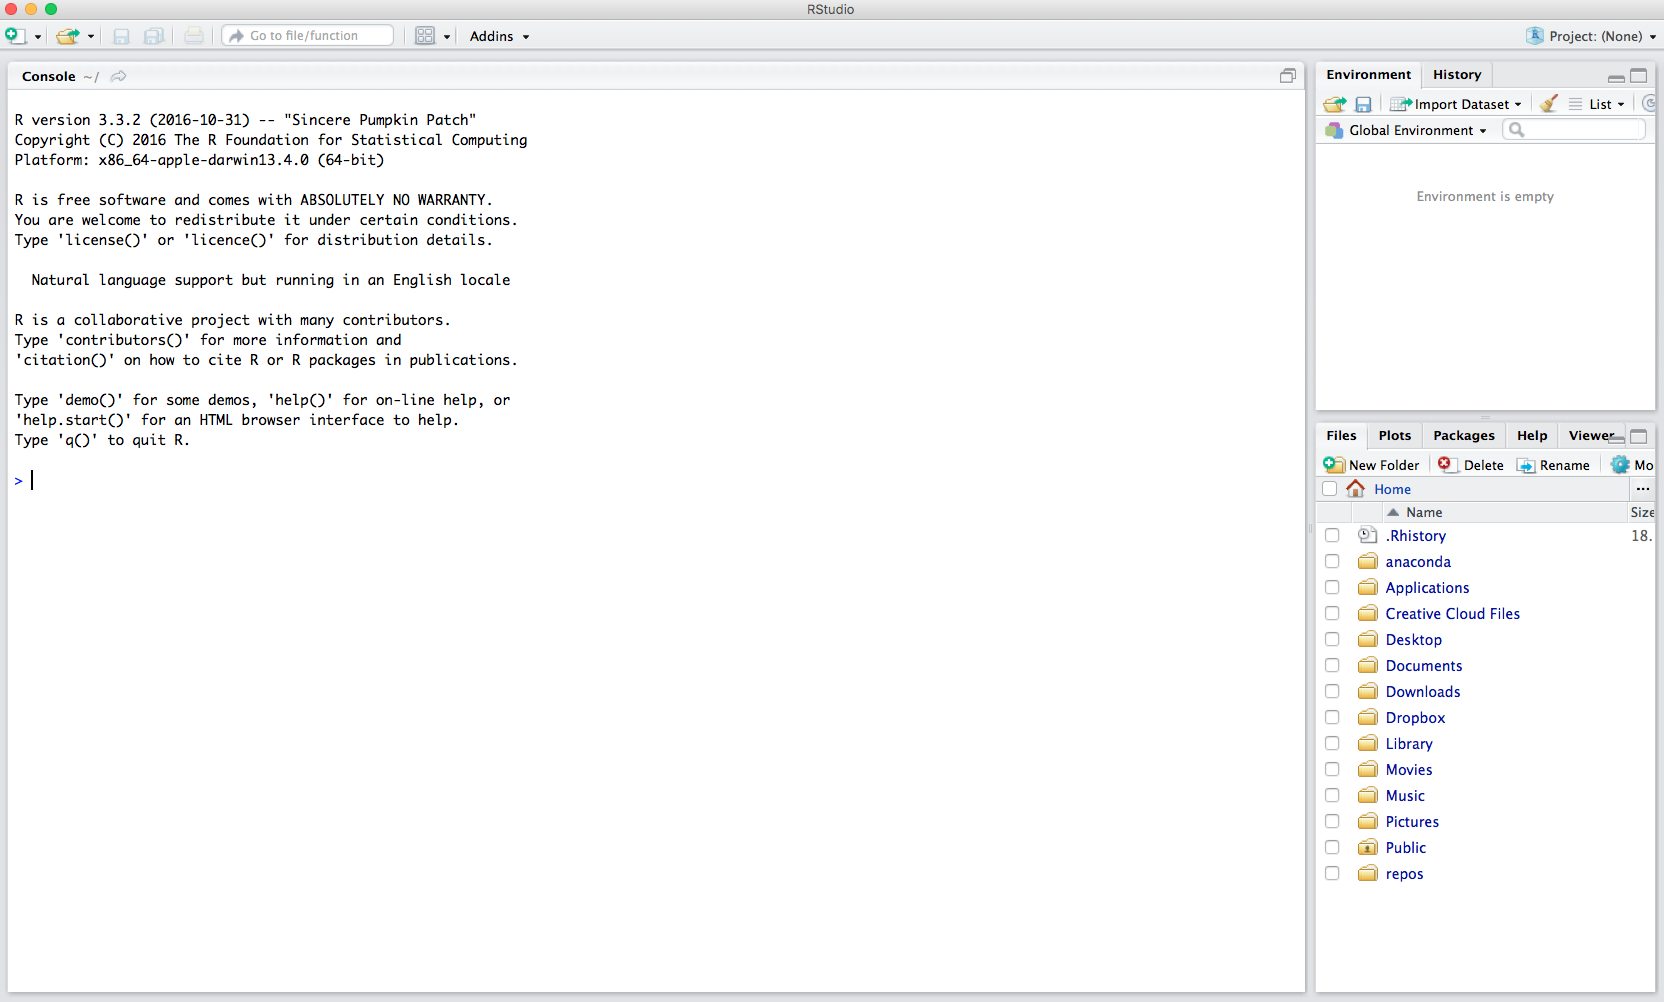 RStudio
Go to file/function
Addins
Project: (None)
Console ~/
R version 3.3.2 (2016-10-31) -- "Sincere Pumpkin Patch"
Copyright (C) 2016 The R Foundation for Statistical Computing
Platform: x86_64-apple-darwin13.4.0 (64-bit)
R is free software and comes with ABSOLUTELY NO WARRANTY.
You are welcome to redistribute it under certain conditions.
Type 'license()' or 'licence()' for distribution details.
Natural language support but running in an English locale
R is a collaborative project with many contributors.
Type 'contributors()' for more information and
'citation()' on how to cite R or R packages in publications.
Type 'demo()' for some demos, 'help()' for on-line help, or
'help.start()' for an HTML browser interface to help.
Type 'q()' to quit R.
>
Environment History
Import Dataset List
Global Environment
Environment is empty
Files Plots Packages Help Viewer
New Folder Delete Rename Mo
Home ...
Name Size
.Rhistory 18.
anaconda
Applications
Creative Cloud Files
Desktop
Documents
Downloads
Dropbox
Library
Movies
Music
Pictures
Public
repos